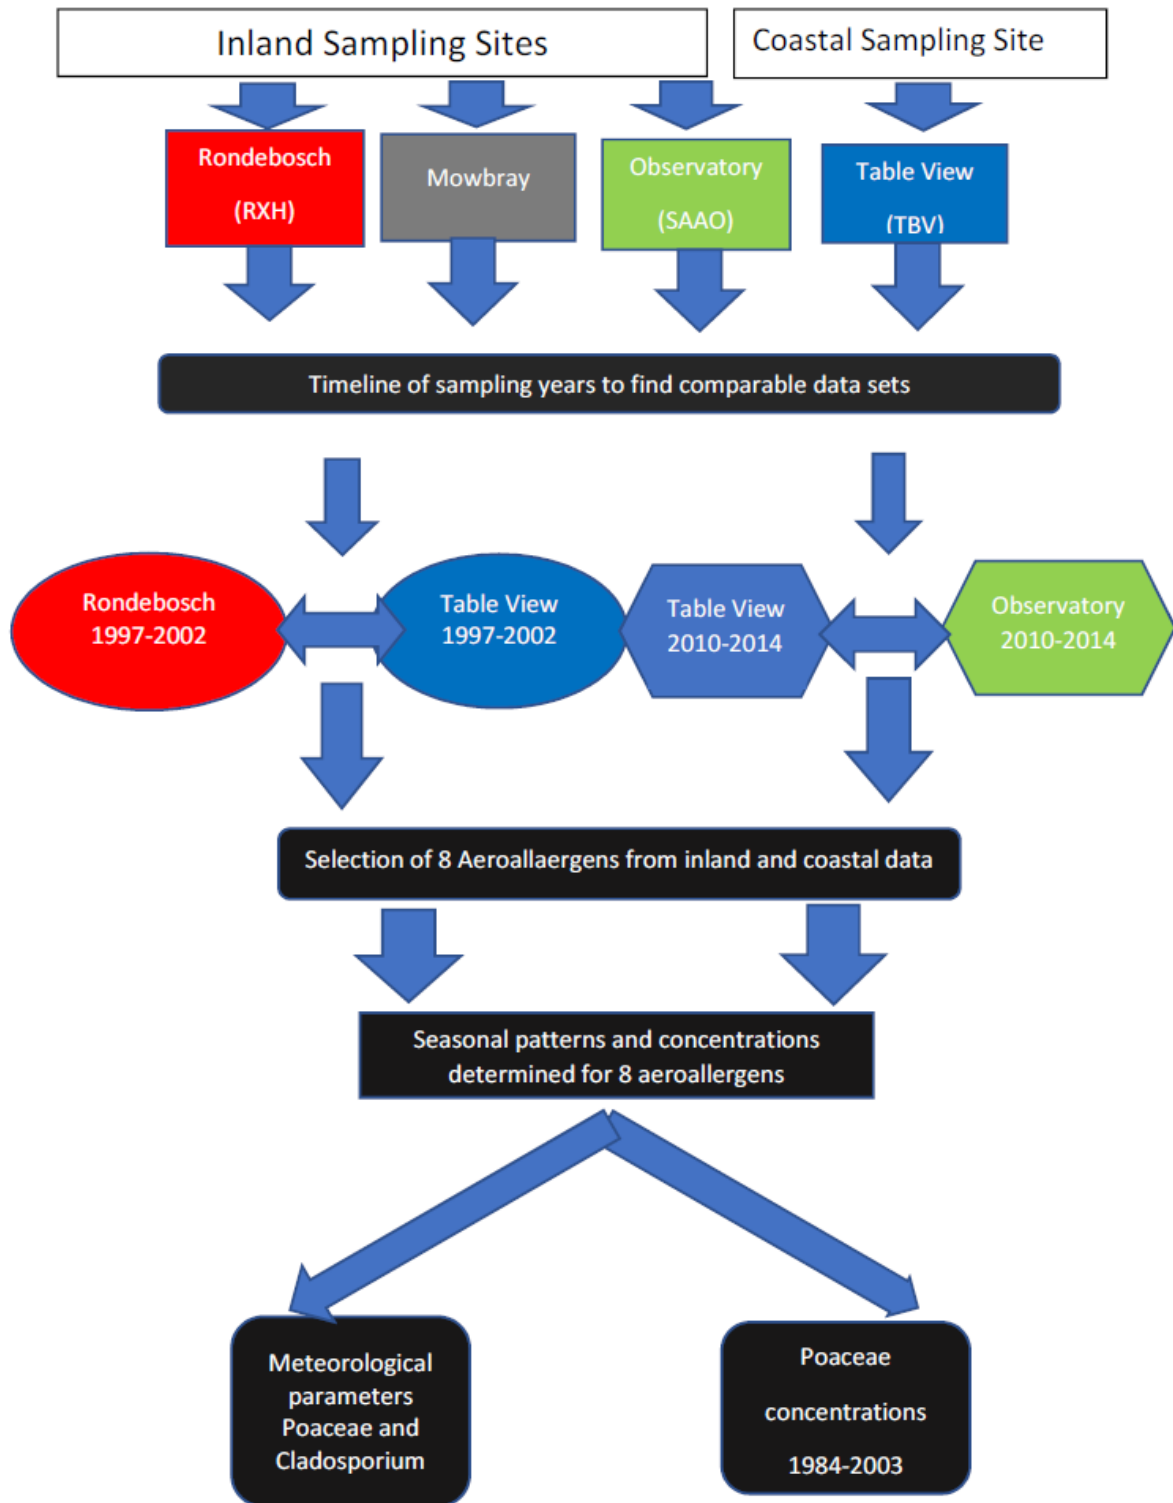 Inland Sampling Sites
Coastal Sampling Site
Rondebosch
(RXH)
Mowbray
Observatory
(SAAO)
Table View
(TBV)
Timeline of sampling years to find comparable data sets
Rondebosch
1997-2002
Table View
1997-2002
Table View
2010-2014
Observatory
2010-2014
Selection of 8 Aeroallaergens from inland and coastal data
Seasonal patterns and concentrations
determined for 8 aeroallergens
Meteorological
parameters
Poaceae and
Cladosporium
Poaceae
concentrations
1984-2003